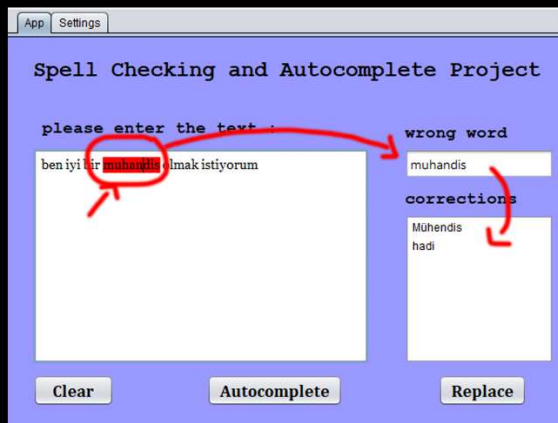 App Settings
Spell Checking and Autocomplete Project
please enter the text :
wrong word
ben iyi bir muhandis olmak istiyorum
muhandis
corrections
Mühendis
hadi
Clear Autocomplete Replace